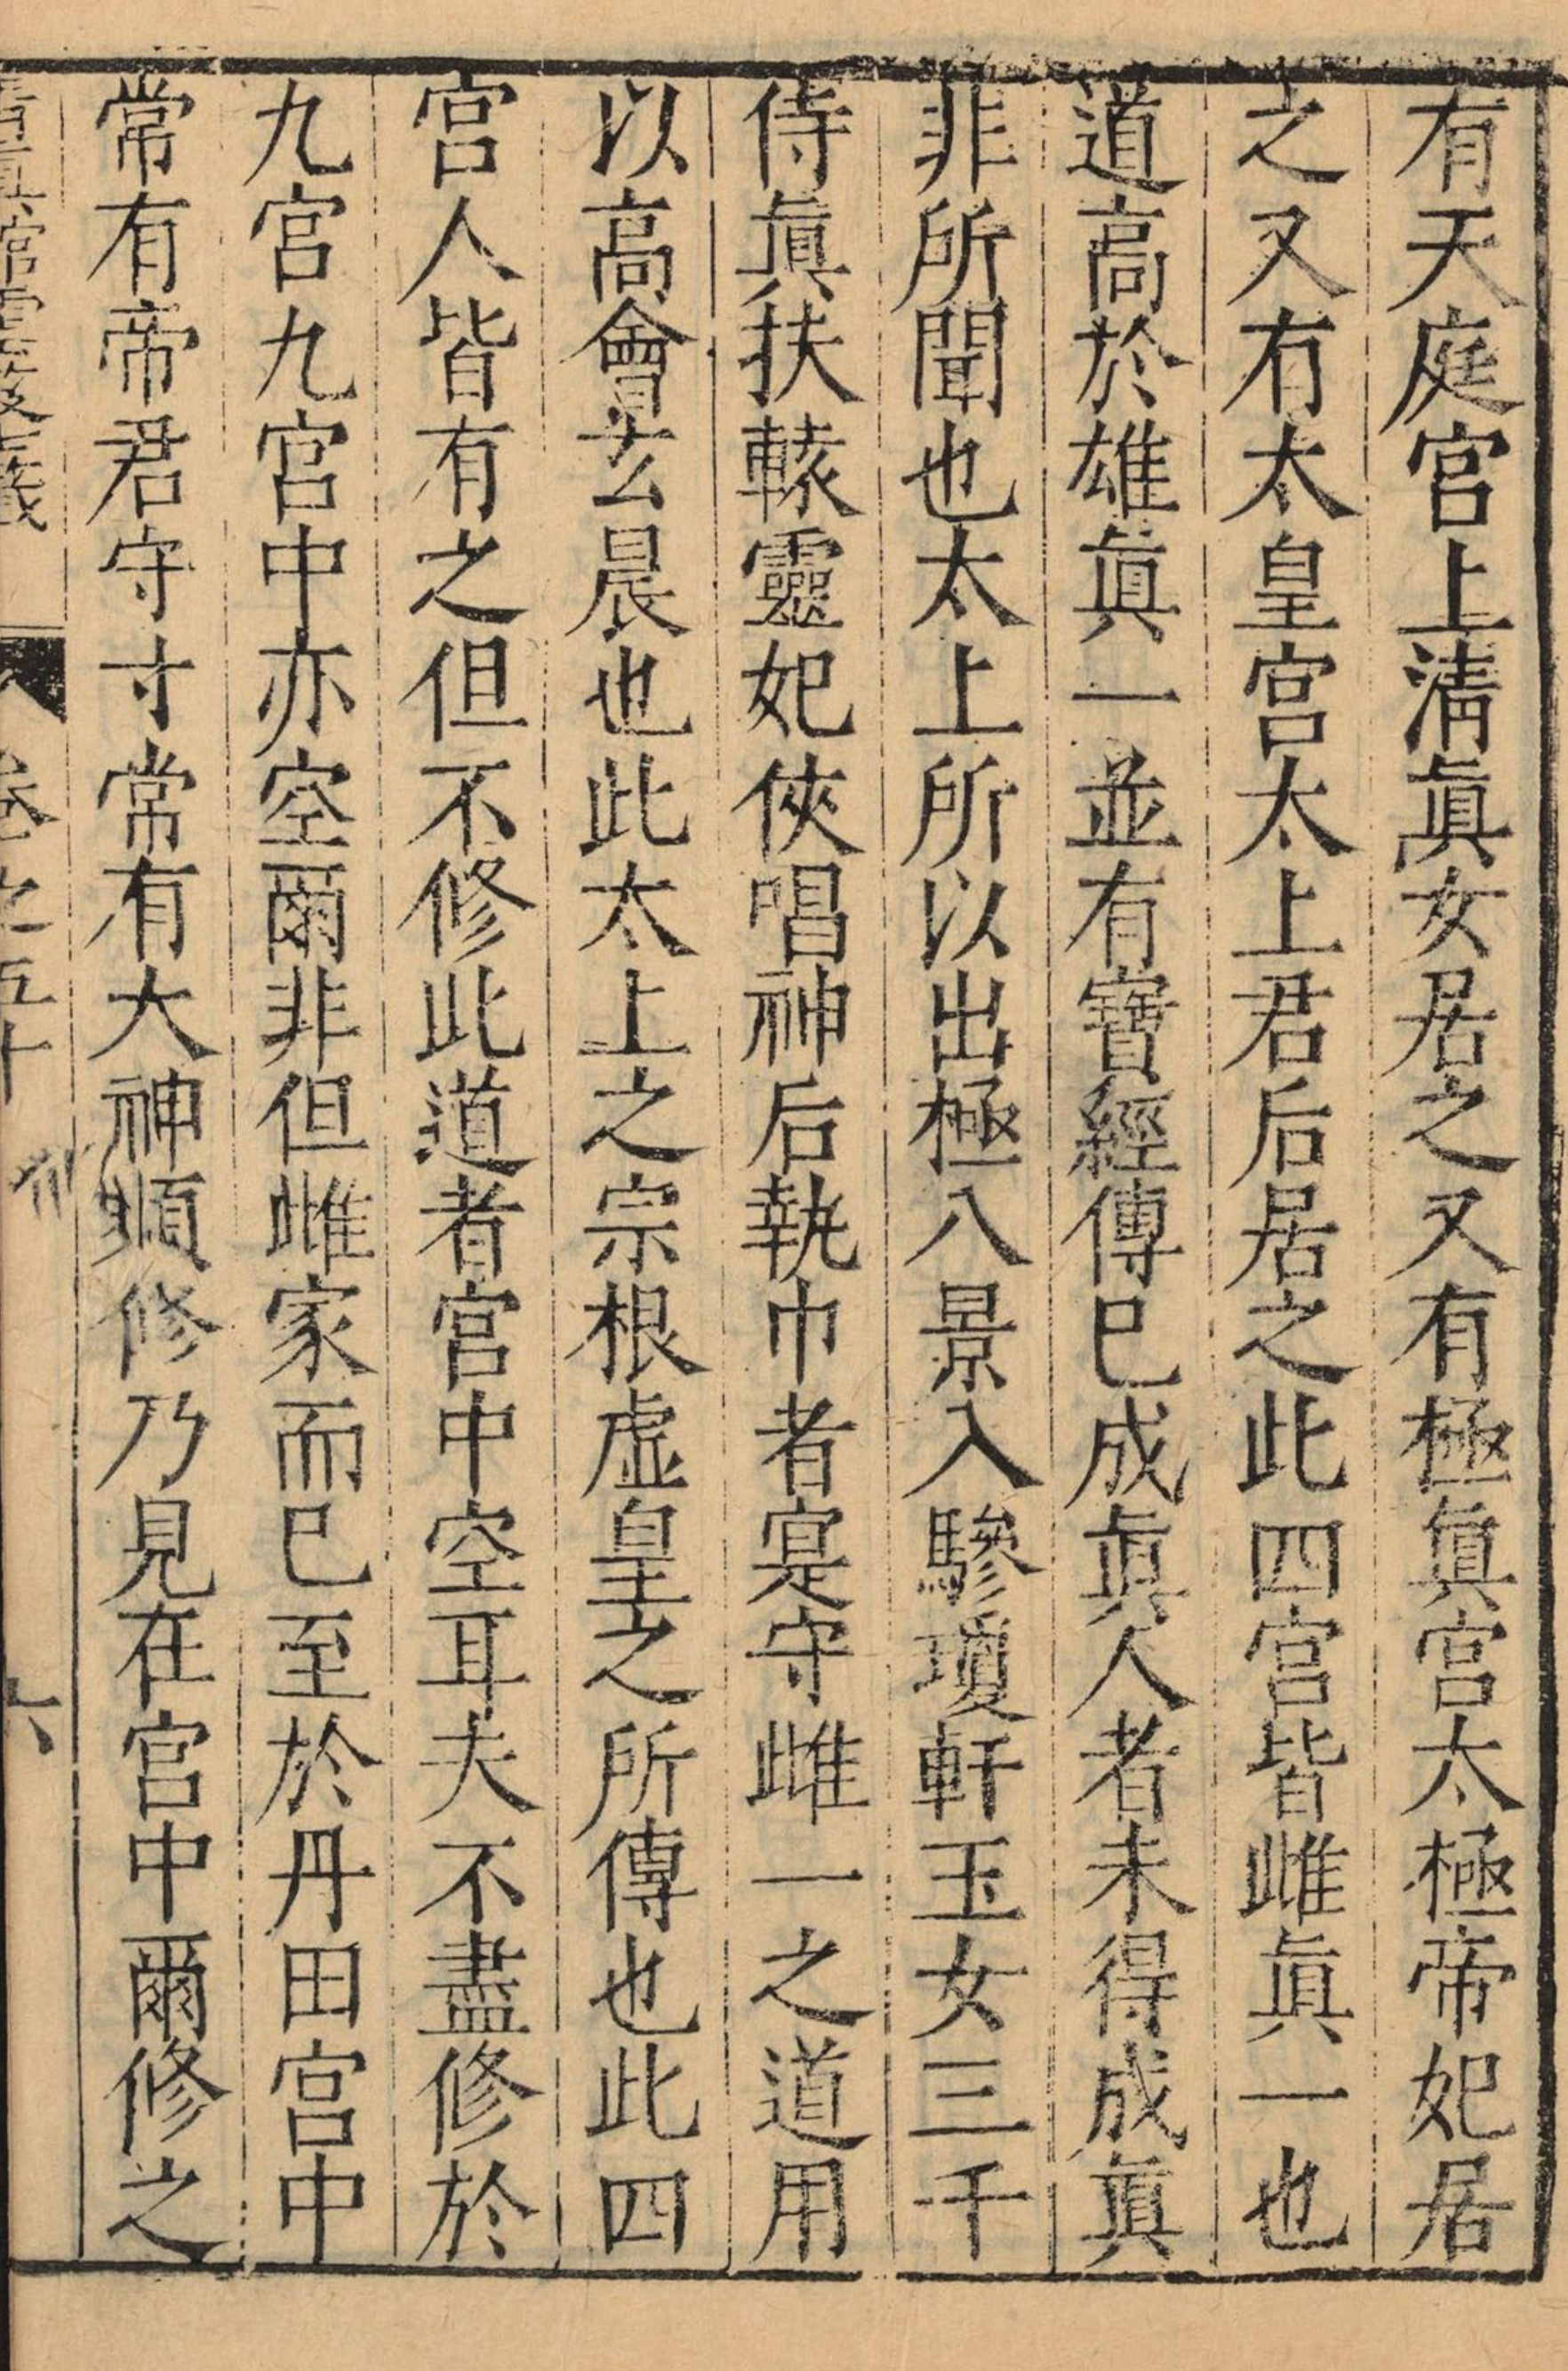 有天庭宮上清眞女居之又有極眞宮太極帝妃居
之又有太皇宮太上君后居之此四宮皆雌眞一也
道高於雄眞一並有寶經傳已成眞人者未得成眞
非所聞也太上所以出極八景入驂瓊軒玉女三千
侍眞扶轅靈妃俠唱神后執巾者寔守雌一之道用
以高會玄晨也此太上之宗根虛皇之所傳也此四
宮人皆有之但不修此道者宮中空耳夫不盡修於
九宮九宮中亦空爾非但雌家而已至於丹田宮中
常有帝君守寸常有大神須修乃見在宮中爾修之
卷之五十
六